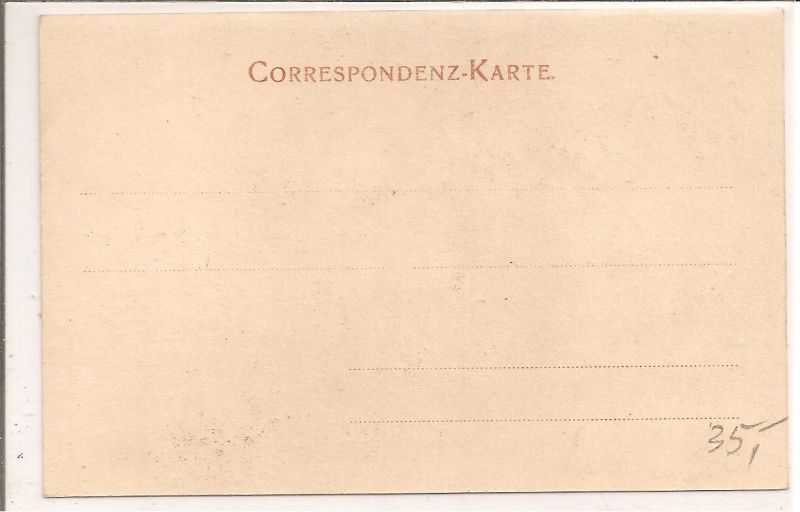 CORRESPONDENZ-KARTE.
35,-